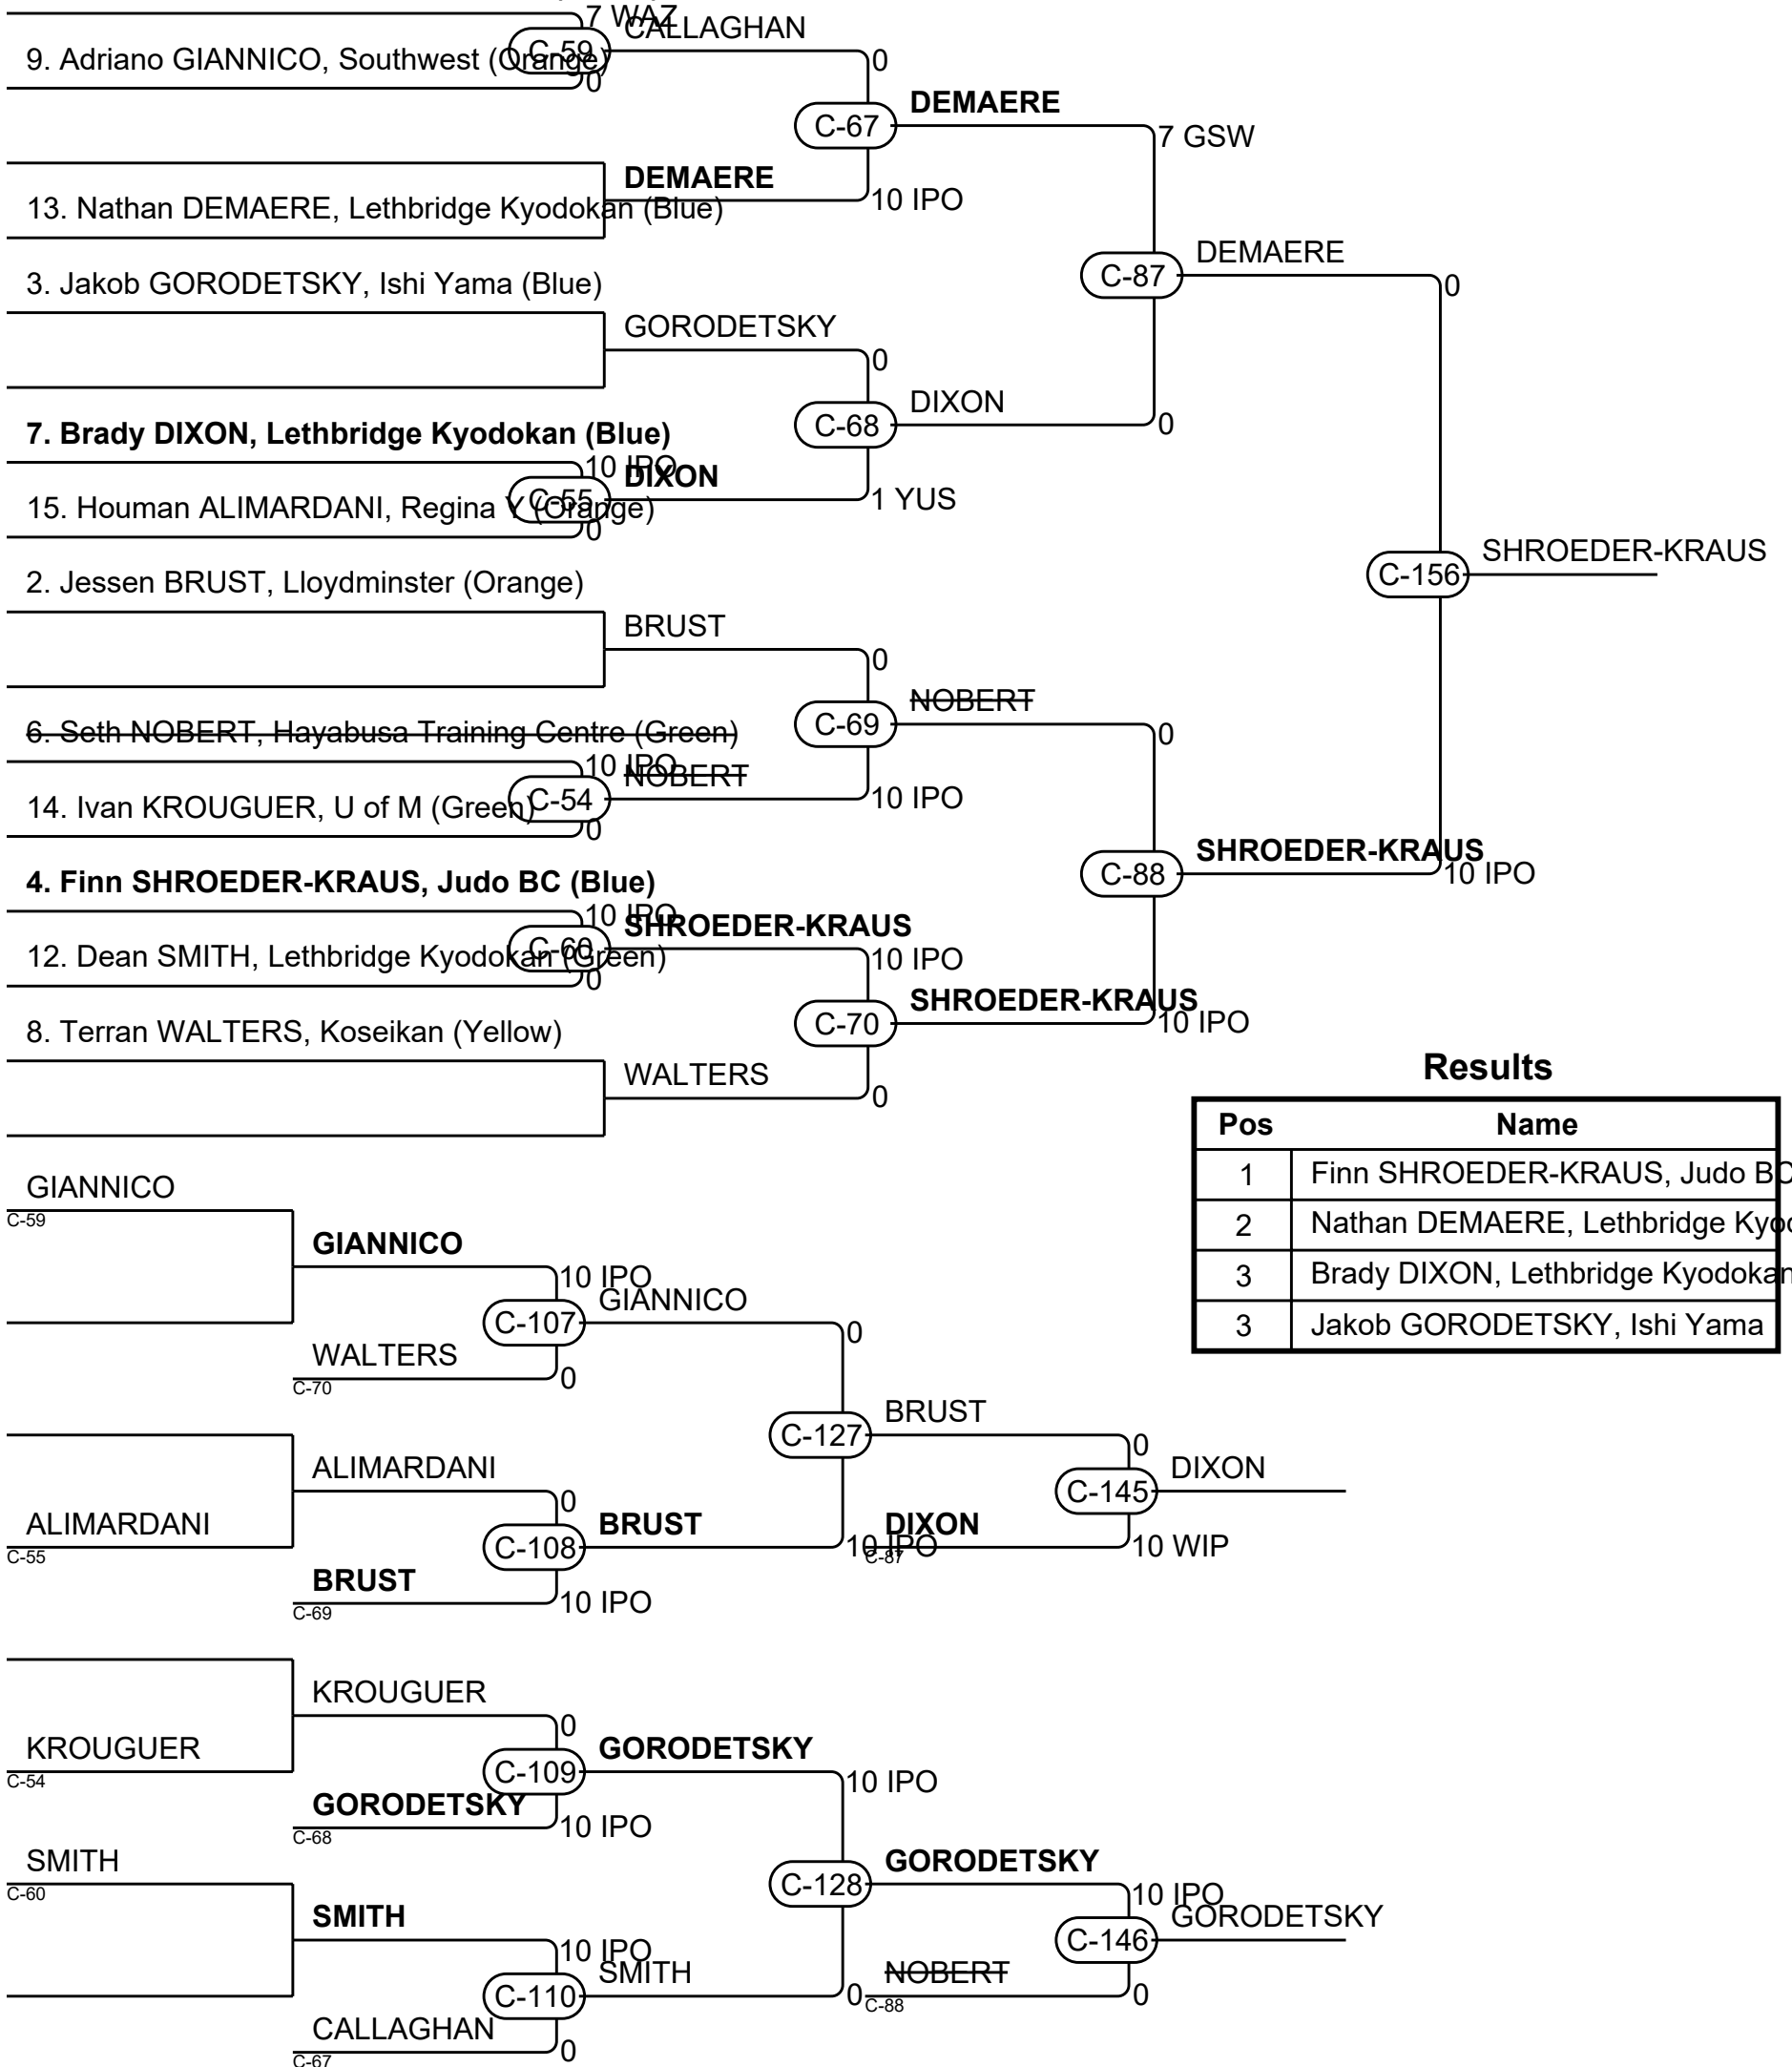 7 WAZ
CALLAGHAN
C-59
9. Adriano GIANNICO, Southwest (Orange)
0
0
DEMAERE
C-67
7 GSW
DEMAERE
13. Nathan DEMAERE, Lethbridge Kyodokan (Blue)
10 IPO
DEMAERE
C-87
0
3. Jakob GORODETSKY, Ishi Yama (Blue)
GORODETSKY
0
DIXON
C-68
0
7. Brady DIXON, Lethbridge Kyodokan (Blue)
10 IPO
DIXON
C-55
1 YUS
15. Houman ALIMARDANI, Regina Y (Orange)
0
SHROEDER-KRAUS
C-156
2. Jessen BRUST, Lloydminster (Orange)
BRUST
0
NOBERT
C-69
0
6. Seth NOBERT, Hayabusa Training Centre (Green)
10 IPO
NOBERT
C-54
10 IPO
14. Ivan KROUGUER, U of M (Green)
0
SHROEDER-KRAUS
C-88
10 IPO
4. Finn SHROEDER-KRAUS, Judo BC (Blue)
10 IPO
SHROEDER-KRAUS
C-60
10 IPO
12. Dean SMITH, Lethbridge Kyodokan (Green)
0
SHROEDER-KRAUS
C-70
10 IPO
8. Terran WALTERS, Koseikan (Yellow)
WALTERS
0
Results
Pos Name
1 Finn SHROEDER-KRAUS, Judo BC
2 Nathan DEMAERE, Lethbridge
3 Brady DIXON, Lethbridge Kyodokan
3 Jakob GORODETSKY, Ishi Yama
GIANNICO
C-59
GIANNICO
10 IPO
GIANNICO
C-107
0
WALTERS
C-70
0
BRUST
C-127
0
ALIMARDANI
0
DIXON
C-145
ALIMARDANI
C-55
BRUST
C-108
10 IPO
DIXON
C-87
10 WIP
BRUST
C-69
10 IPO
KROUGUER
0
KROUGUER
C-54
GORODETSKY
C-109
10 IPO
GORODETSKY
C-68
10 IPO
SMITH
C-60
GORODETSKY
C-128
10 IPO
SMITH
10 IPO
GORODETSKY
C-146
SMITH
C-110
0
NOBERT
C-88
0
CALLAGHAN
C-67
0